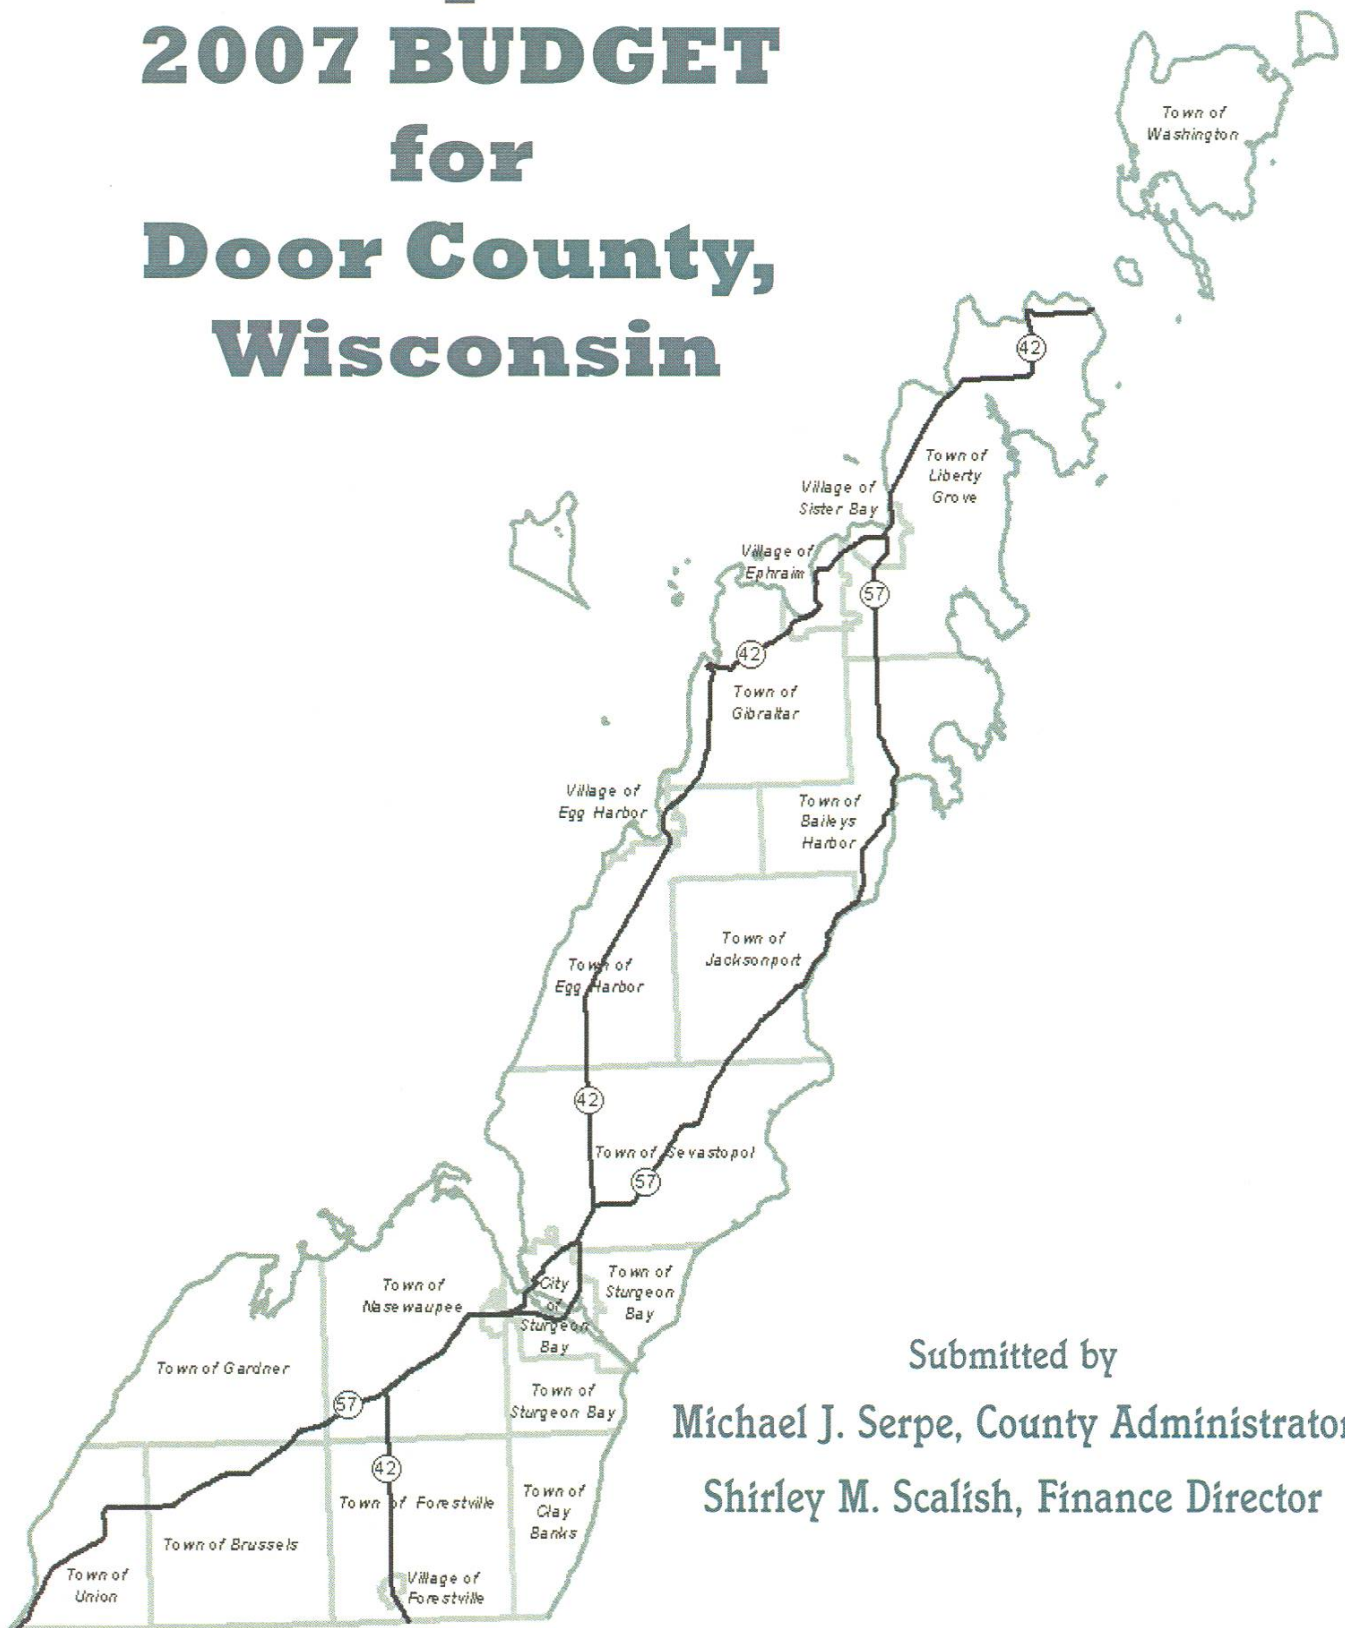 2007 BUDGET
for
Door County,
Wisconsin
Town of
Washington
42
Town of
Liberty
Grove
Village of
Sister Bay
Village of
Ephraim
57
42
Town of
Gibraltar
Village of
Egg Harbor
Town of
Baileys
Harbor
Town of
Jacksonport
Town of
Egg Harbor
42
Town of Sevastopol
57
City
of
Sturgeon
Bay
Town of
Sturgeon
Bay
Town of
Nasewaupee
Town of Gardner
57
Town of
Sturgeon Bay
42
Town of Forestville
Town of
Clay
Banks
Town of Brussels
Town of
Union
Village of
Forestville
Submitted by
Michael J. Serpe, County Administrator
Shirley M. Scalish, Finance Director